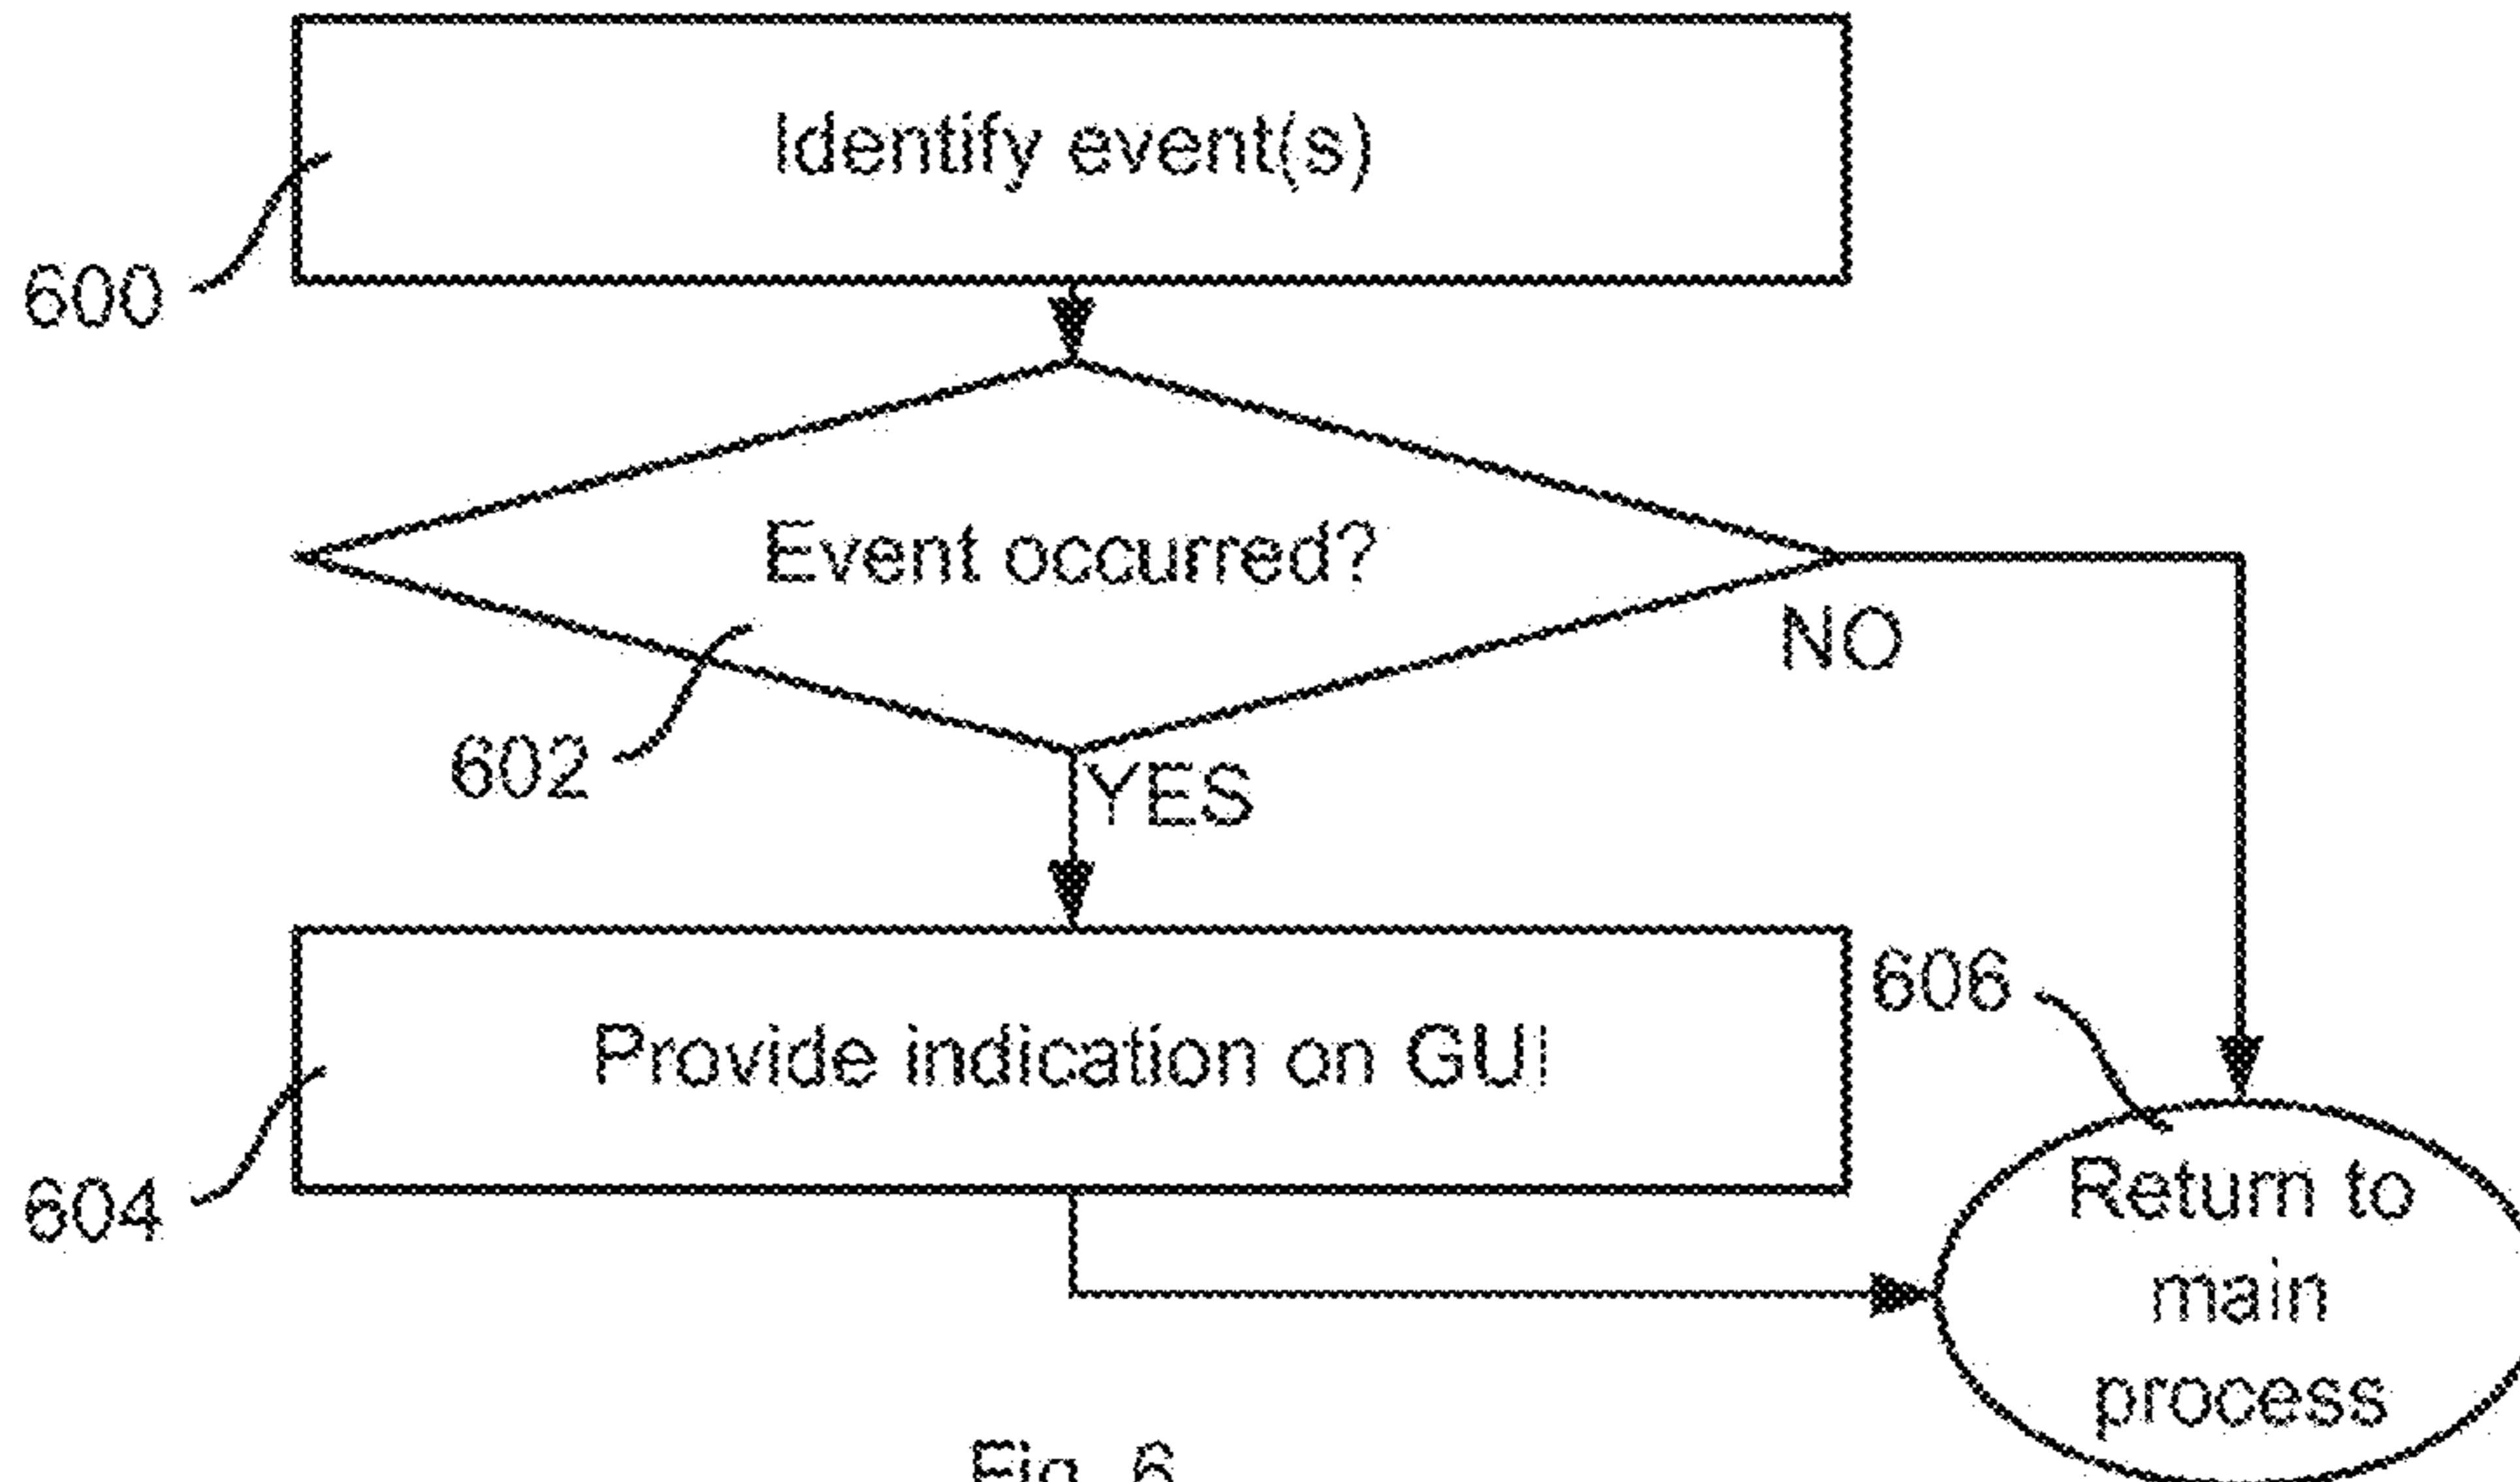 Identify event(s)
600
Event occurred?
NO
602
YES
Provide indication on GUI
606
604
Return to
main
process
Fig. 6